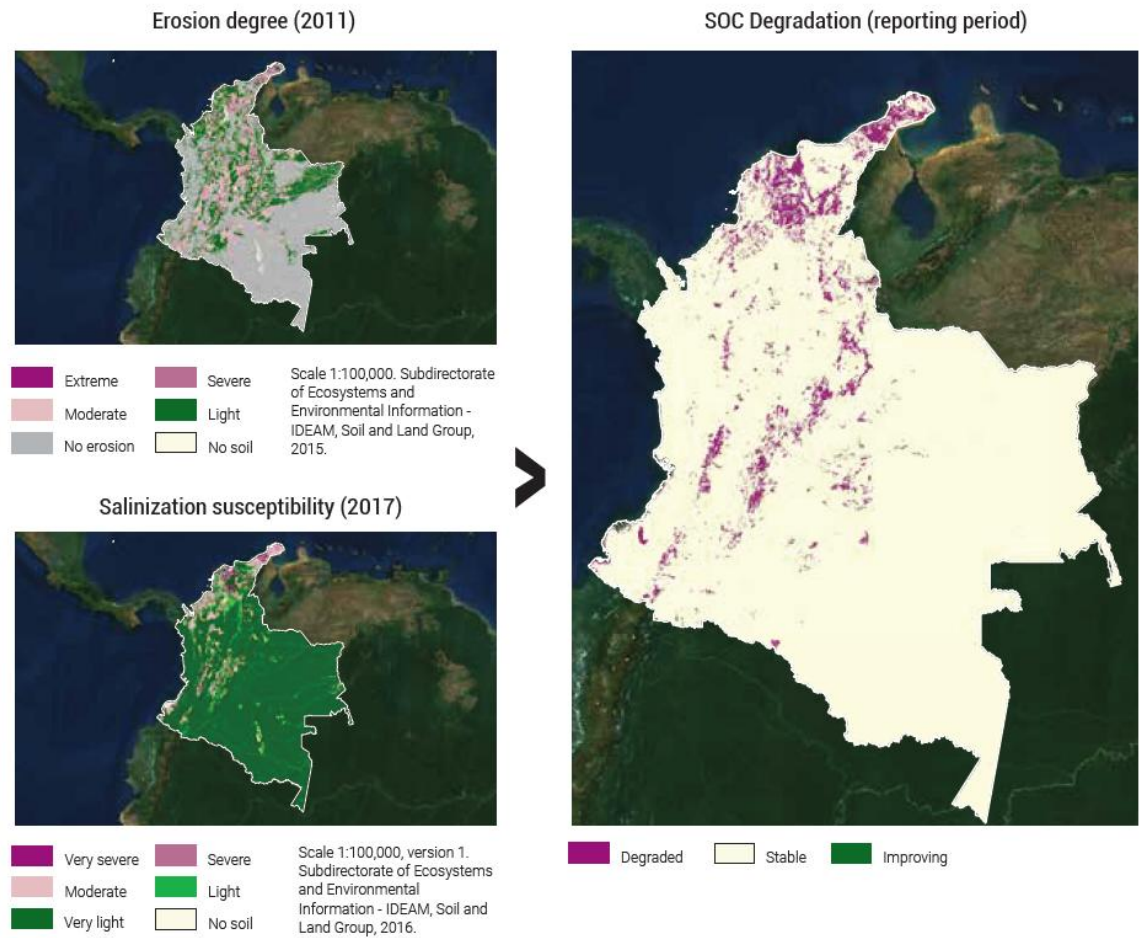 Erosion degree (2011)
Extreme
Severe
Moderate
Light
No erosion
No soil
Scale 1:100,000. Subdirectorate
of Ecosystems and
Environmental Information -
IDEAM, Soil and Land Group,
2015.
Salinization susceptibility (2017)
Very severe
Severe
Moderate
Light
Very light
No soil
Scale 1:100,000, version 1.
Subdirectorate of Ecosystems
and Environmental
Information - IDEAM, Soil and
Land Group, 2016.
SOC Degradation (reporting period)
Degraded
Stable
Improving